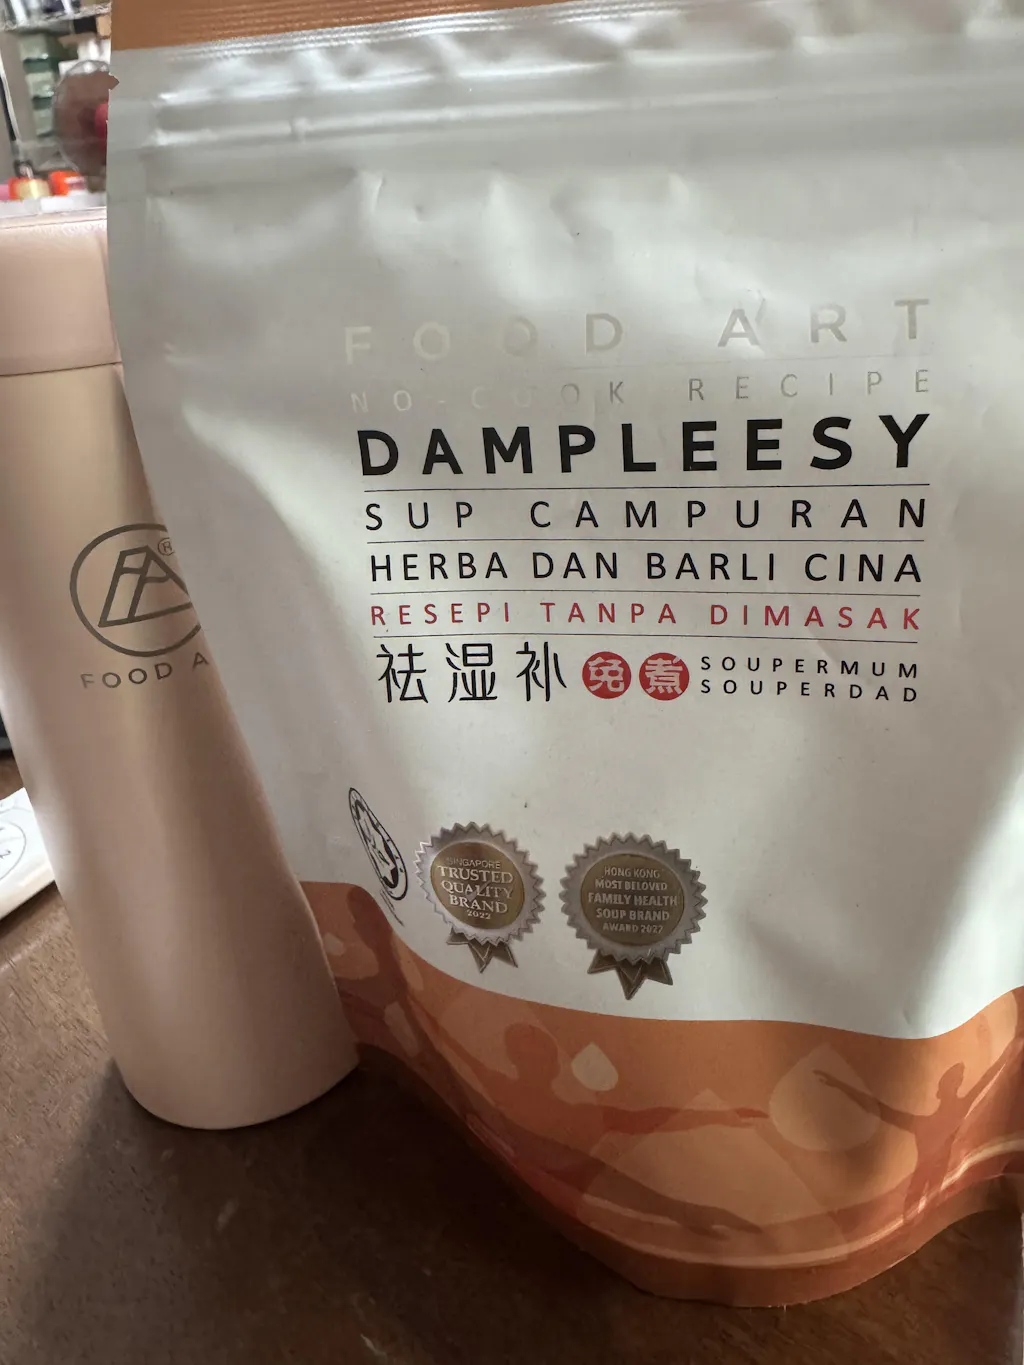 FOOD ART
NO-COOK RECIPE
DAMPLEESY
SUP CAMPURAN
HERBA DAN BARLI CINA
RESEPI TANPA DIMASAK
祛湿补 免煮 SOUPERMUM
SOUPERDAD
SINGAPORE
TRUSTED
QUALITY
BRAND
2022
HONG KONG
MOST BELOVED
FAMILY HEALTH
SOUP BRAND
AWARD 2022
FA®
FOOD A